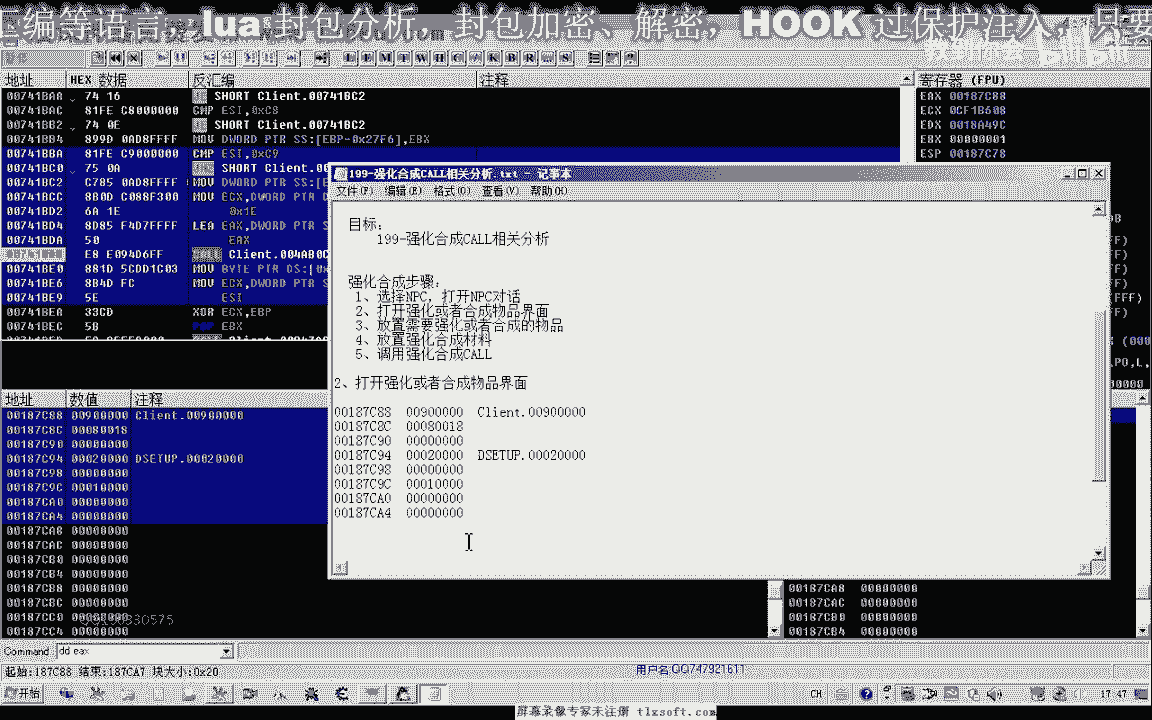 汇编等语言，lua 封包分析，封包加密、解密，HOOK 过保护注入，只要
地址 HEX 数据 反汇编 注释
00741BAA 74 16 SHORT Client.00741BC2
00741BAC 81FE C8000000 CMP ESI,0xC8
00741BB2 74 0E SHORT Client.00741BC2
00741BB4 899D 0AD8FFFF MOV DWORD PTR SS:[EBP-0x27F6],EBX
00741BBA 81FE C9000000 CMP ESI,0xC9
00741BC0 75 0A SHORT Client.00
00741BC2 C785 0AD8FFFF MOV DWORD PTR SS:[E
00741BCC 8B0D C088F300 MOV ECX,DWORD PTR D
00741BD2 6A 1E 0x1E
00741BD4 8D85 F4D7FFFF LEA EAX,DWORD PTR S
00741BDA 50 EAX
E8 E094D6FF Client.004AB0C
00741BE0 881D 5CDD1C03 MOV BYTE PTR DS:[0x
00741BE6 8B4D FC MOV ECX,DWORD PTR S
00741BE9 5E ESI
00741BEA 33CD XOR ECX,EBP
00741BEC 5B POP EBX
寄存器 (FPU)
EAX 00187C88
ECX 0CF1B608
EDX 0018A49C
EBX 00000001
ESP 00187C78
199-强化合成CALL相关分析.txt - 记事本
文件(F) 编辑(E) 格式(O) 查看(V) 帮助(H)
目标：
199-强化合成CALL相关分析
强化合成步骤：
1、选择NPC，打开NPC对话
2、打开强化或者合成物品界面
3、放置需要强化或者合成的物品
4、放置强化合成材料
5、调用强化合成CALL
2、打开强化或者合成物品界面
00187C88 00900000 Client.00900000
00187C8C 00080018
00187C90 00000000
00187C94 00020000 DSETUP.00020000
00187C98 00000000
00187C9C 00010000
00187CA0 00000000
00187CA4 00000000
地址 数值 注释
00187C88 00900000 Client.00900000
00187C8C 00080018
00187C90 00000000
00187C94 00020000 DSETUP.00020000
00187C98 00000000
00187C9C 00010000
00187CA0 00000000
00187CA4 00000000
00187CA8 00000000
00187CAC 00000000
00187CB0 00000000
00187CB4 00000000
00187CB8 00000000
00187CBC 00000000
00187CC0
00187CC4 00000000
00187CA8 00000000
00187CAC 00000000
00187CB0 00000000
00187CB4 00000000
Command dd eax
起始:187C88 结束:187CA7 块大小:0x20
用户名:QQ747921611
开始 CH 17:47
屏幕录像专家未注册 tlxsoft.com